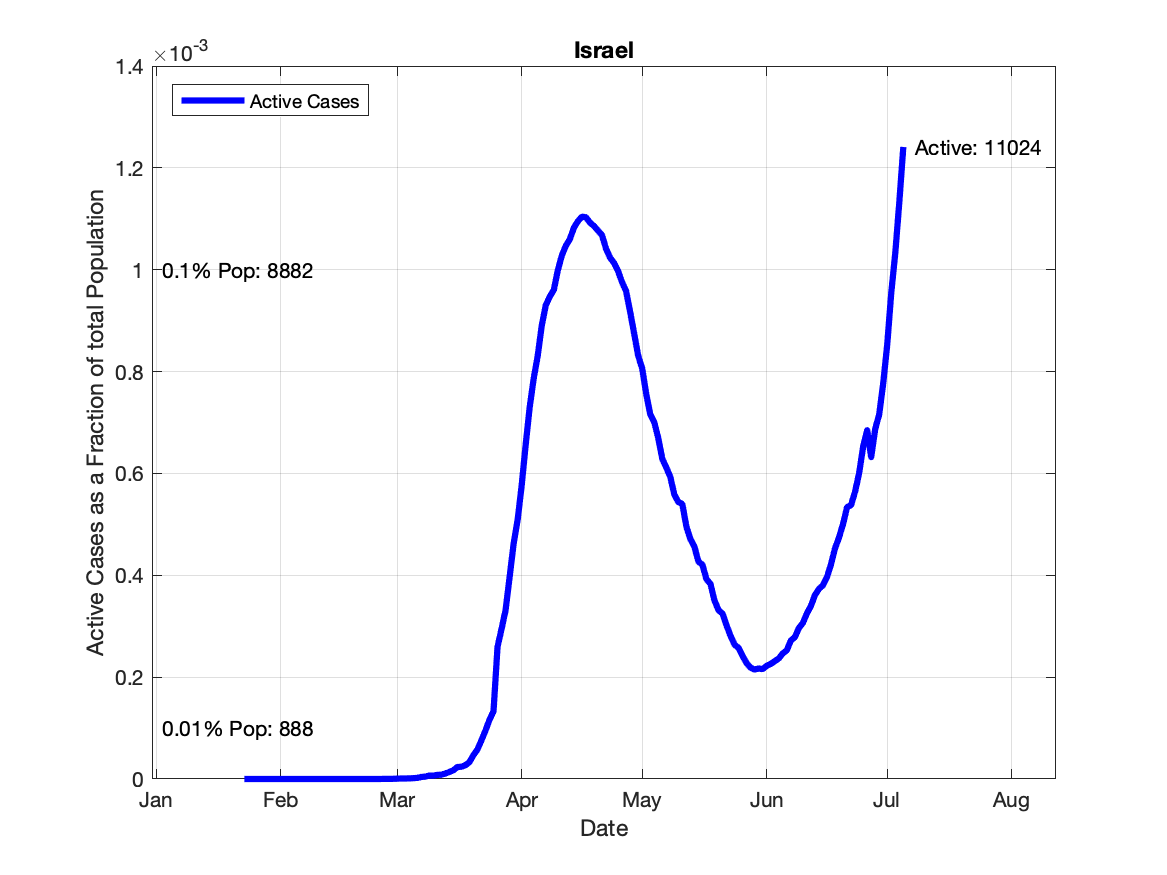 Israel
×10-3
1.4
1.2
1
0.8
0.6
0.4
0.2
0
Active Cases
Active: 11024
0.1% Pop: 8882
0.01% Pop: 888
Active Cases as a Fraction of total Population
Jan Feb Mar Apr May Jun Jul Aug
Date